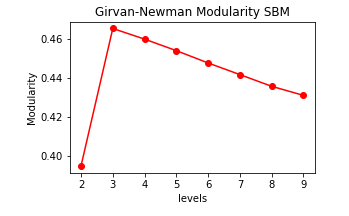 Girvan-Newman Modularity SBM
Modularity
0.46
0.44
0.42
0.40
2 3 4 5 6 7 8 9
levels